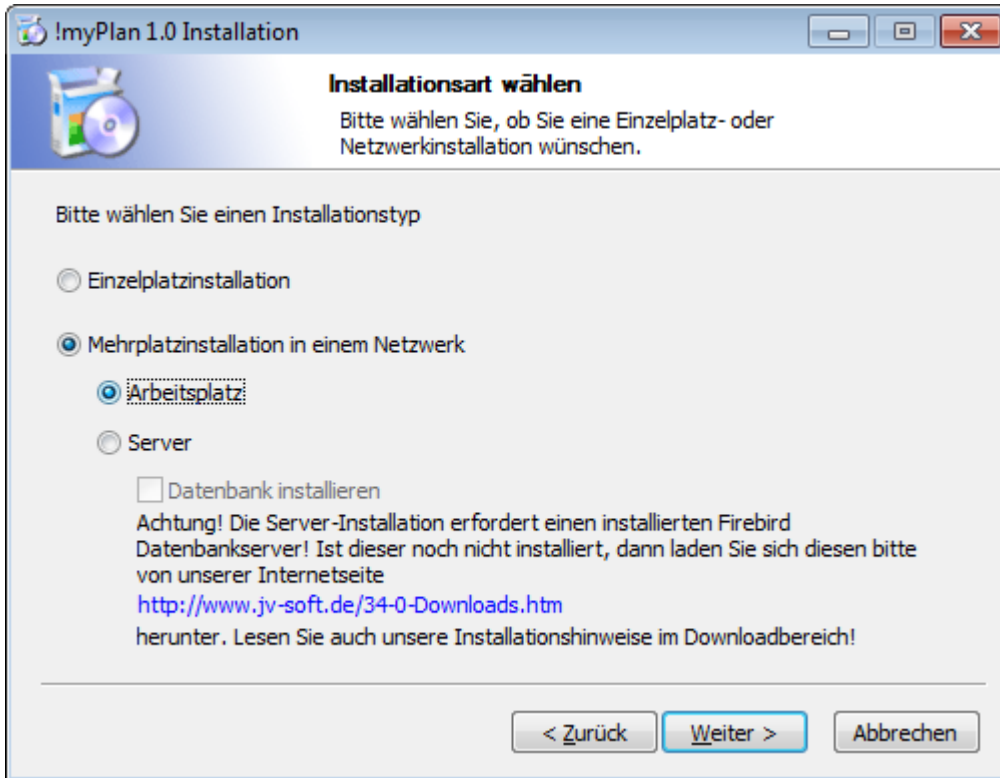 !myPlan 1.0 Installation
Installationsart wählen
Bitte wählen Sie, ob Sie eine Einzelplatz- oder
Netzwerkinstallation wünschen.
Bitte wählen Sie einen Installationstyp
Einzelplatzinstallation
Mehrplatzinstallation in einem Netzwerk
Arbeitsplatz
Server
Datenbank installieren
Achtung! Die Server-Installation erfordert einen installierten Firebird
Datenbankserver! Ist dieser noch nicht installiert, dann laden Sie sich diesen bitte
von unserer Internetseite
http://www.jv-soft.de/34-0-Downloads.htm
herunter. Lesen Sie auch unsere Installationshinweise im Downloadbereich!
< Zurück
Weiter >
Abbrechen